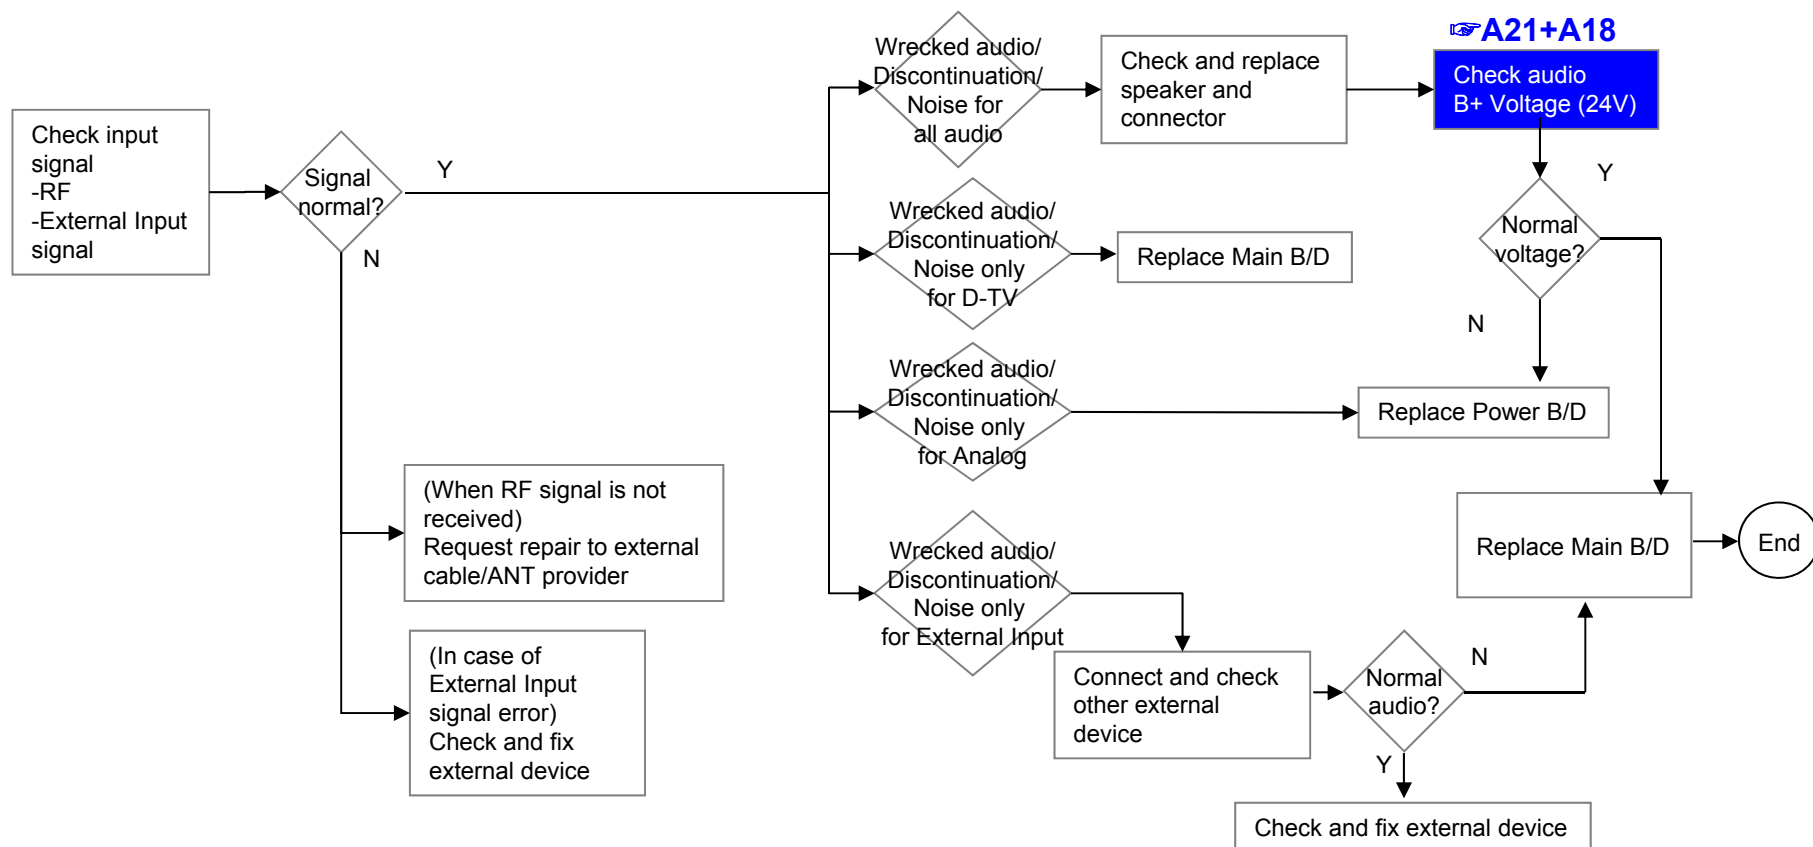 Check input
signal
-RF
-External Input
signal
Signal
normal?
Y
N
(When RF signal is not
received)
Request repair to external
cable/ANT provider
(In case of
External Input
signal error)
Check and fix
external device
Wrecked audio/
Discontinuation/
Noise for
all audio
Check and replace
speaker and
connector
☞A21+A18
Check audio
B+ Voltage (24V)
Normal
voltage?
Y
N
Wrecked audio/
Discontinuation/
Noise only
for D-TV
Replace Main B/D
Wrecked audio/
Discontinuation/
Noise only
for Analog
Replace Power B/D
Wrecked audio/
Discontinuation/
Noise only
for External Input
Connect and check
other external
device
Normal
audio?
N
Y
Replace Main B/D
End
Check and fix external device